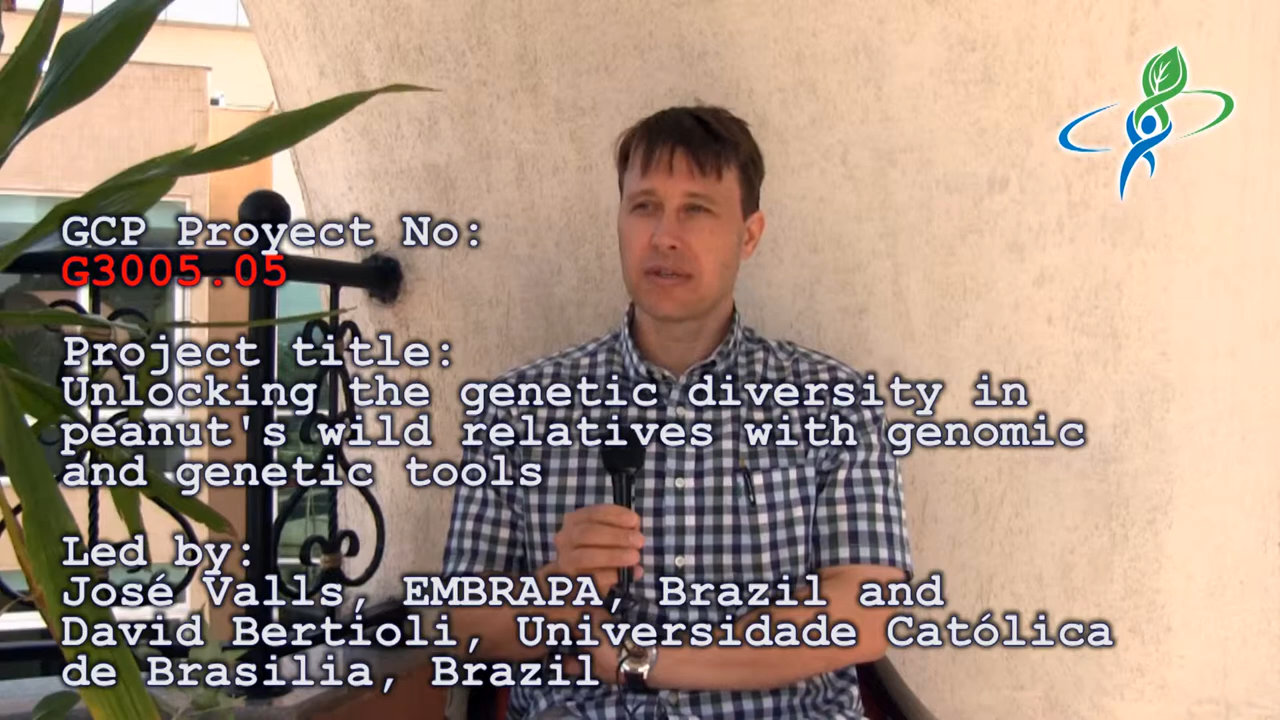 GCP Proyect No:
G3005.05
Project title:
Unlocking the genetic diversity in
peanut's wild relatives with genomic
and genetic tools
Led by:
José Valls, EMBRAPA, Brazil and
David Bertioli, Universidade Católica
de Brasilia, Brazil